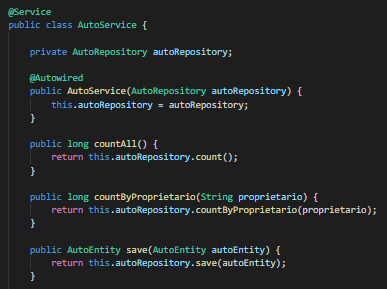 @Service
public class AutoService {
private AutoRepository autoRepository;
@Autowired
public AutoService(AutoRepository autoRepository) {
this.autoRepository = autoRepository;
}
public long countAll() {
return this.autoRepository.count();
}
public long countByProprietario(String proprietario) {
return this.autoRepository.countByProprietario(proprietario);
}
public AutoEntity save(AutoEntity autoEntity) {
return this.autoRepository.save(autoEntity);
}